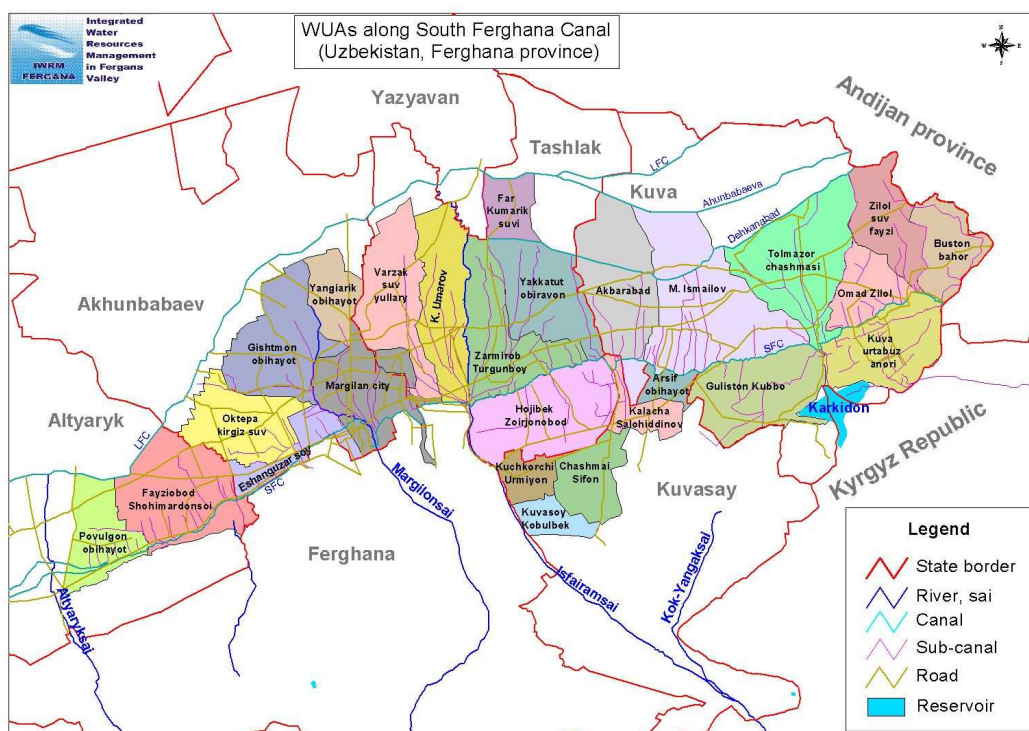 Integrated
Water
Resources
Management
in Fergana
Valley
IWRM
FERGANA
WUAs along South Ferghana Canal
(Uzbekistan, Ferghana province)
N
W
E
S
Yazyavan
Andijan province
Tashlak
LFC
Kuva
Ahunbabaeva
Far
Kumarik
suvi
Dehkanabad
Zilol
suv
fayzi
Buston
bahor
Tolmazor
chashmasi
Varzak
suv
yullary
K. Umarov
Yakkatut
obiravon
Akbarabad
M. Ismailov
Omad Zilol
Yangiarik
obihayot
Akhunbabaev
Gishtmon
obihayot
SFC
Kuva
urtabuz
anori
Zarmirob
Turgunboy
Arsif
obihayot
Guliston Kubbo
Margilan city
Karkidon
Hojibek
Zoirjonobod
Kalacha
Salohiddinov
Altyaryk
Oktepa
kirgiz suv
LFC
Kyrgyz Republic
Eshanguzar soy
SFC
Kuchkorchi
Urmiyon
Chashmai
Sifon
Kuvasay
Margilonsai
Fayziobod
Shohimardonsoi
Kuvasoy
Kobulbek
Povulgon
obihayot
Ferghana
Isfairamsai
Kok-Yangaksai
Altyaryksai
Legend
State border
River, sai
Canal
Sub-canal
Road
Reservoir